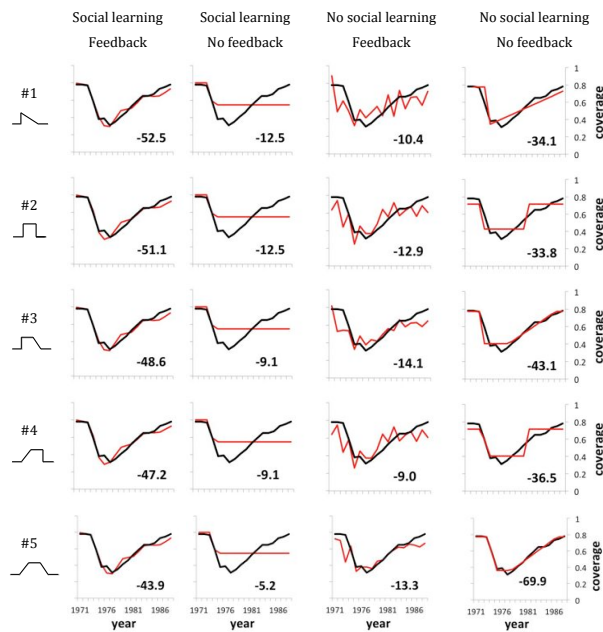 Social learning Social learning No social learning No social learning
Feedback No feedback Feedback No feedback
#1
1
0.8
0.6
0.4
0.2
0
coverage
-52.5 -12.5 -10.4 -34.1
#2
1
0.8
0.6
0.4
0.2
0
coverage
-51.1 -12.5 -12.9 -33.8
#3
1
0.8
0.6
0.4
0.2
0
coverage
-48.6 -9.1 -14.1 -43.1
#4
1
0.8
0.6
0.4
0.2
0
coverage
-47.2 -9.1 -9.0 -36.5
#5
1
0.8
0.6
0.4
0.2
0
coverage
-43.9 -5.2 -13.3 -69.9
1971 1976 1981 1986 1971 1976 1981 1986 1971 1976 1981 1986 1971 1976 1981 1986
year year year year